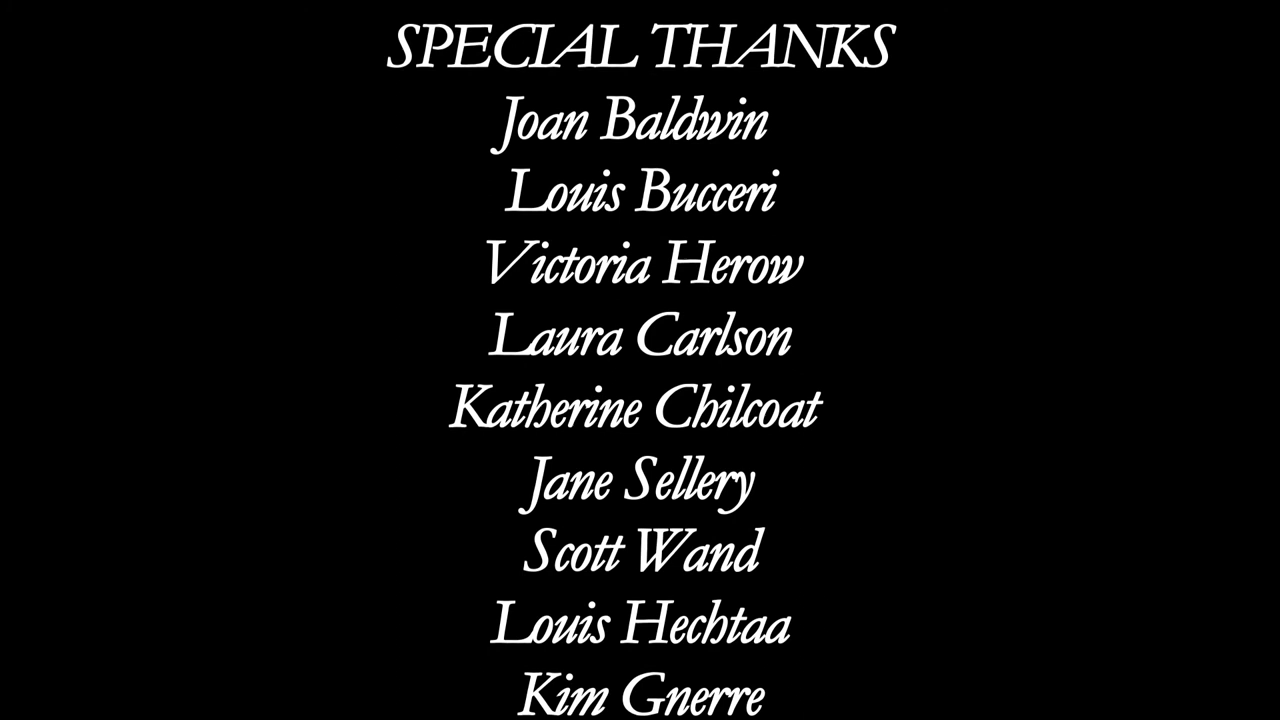 SPECIAL THANKS
Joan Baldwin
Louis Bucceri
Victoria Herow
Laura Carlson
Katherine Chilcoat
Jane Sellery
Scott Wand
Louis Hechtaa
Kim Gnerre